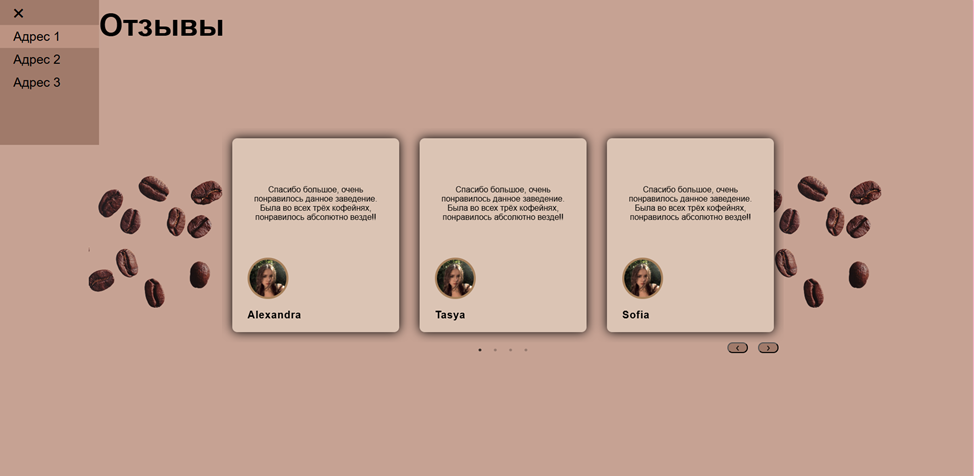 ×
Адрес 1
Адрес 2
Адрес 3
Отзывы
Спасибо большое, очень
понравилось данное заведение.
Была во всех трёх кофейнях,
понравилось абсолютно везде!!
Alexandra
Спасибо большое, очень
понравилось данное заведение.
Была во всех трёх кофейнях,
понравилось абсолютно везде!!
Tasya
Спасибо большое, очень
понравилось данное заведение.
Была во всех трёх кофейнях,
понравилось абсолютно везде!!
Sofia
‹ ›